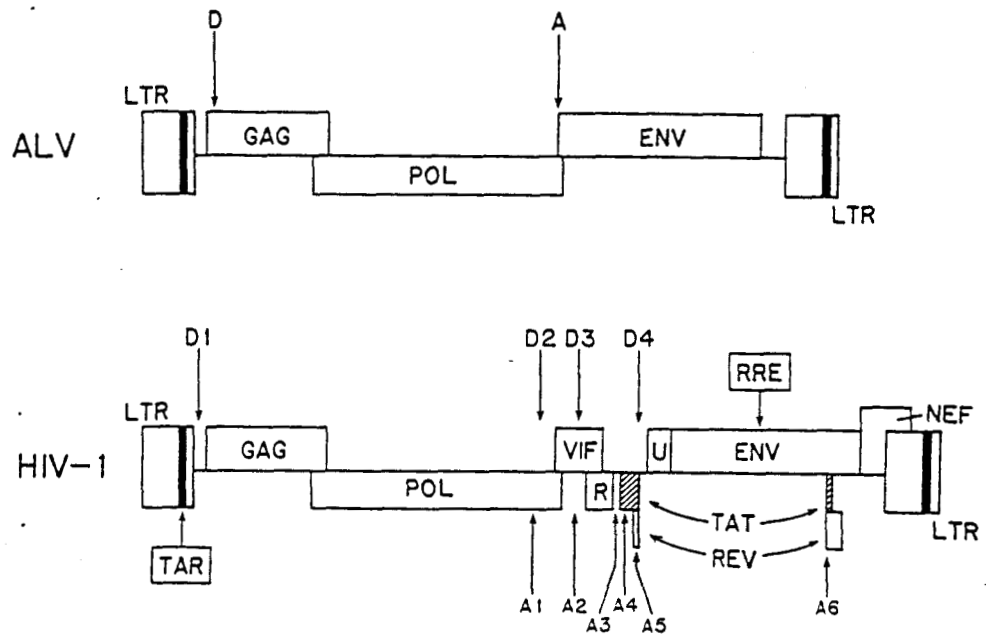 D A
LTR
GAG ENV
ALV
POL
LTR
D1 D2 D3 D4
RRE
LTR NEF
GAG VIF U ENV
HIV-1
POL R
TAT
LTR
TAR REV
A1 A2 A3 A4 A5 A6